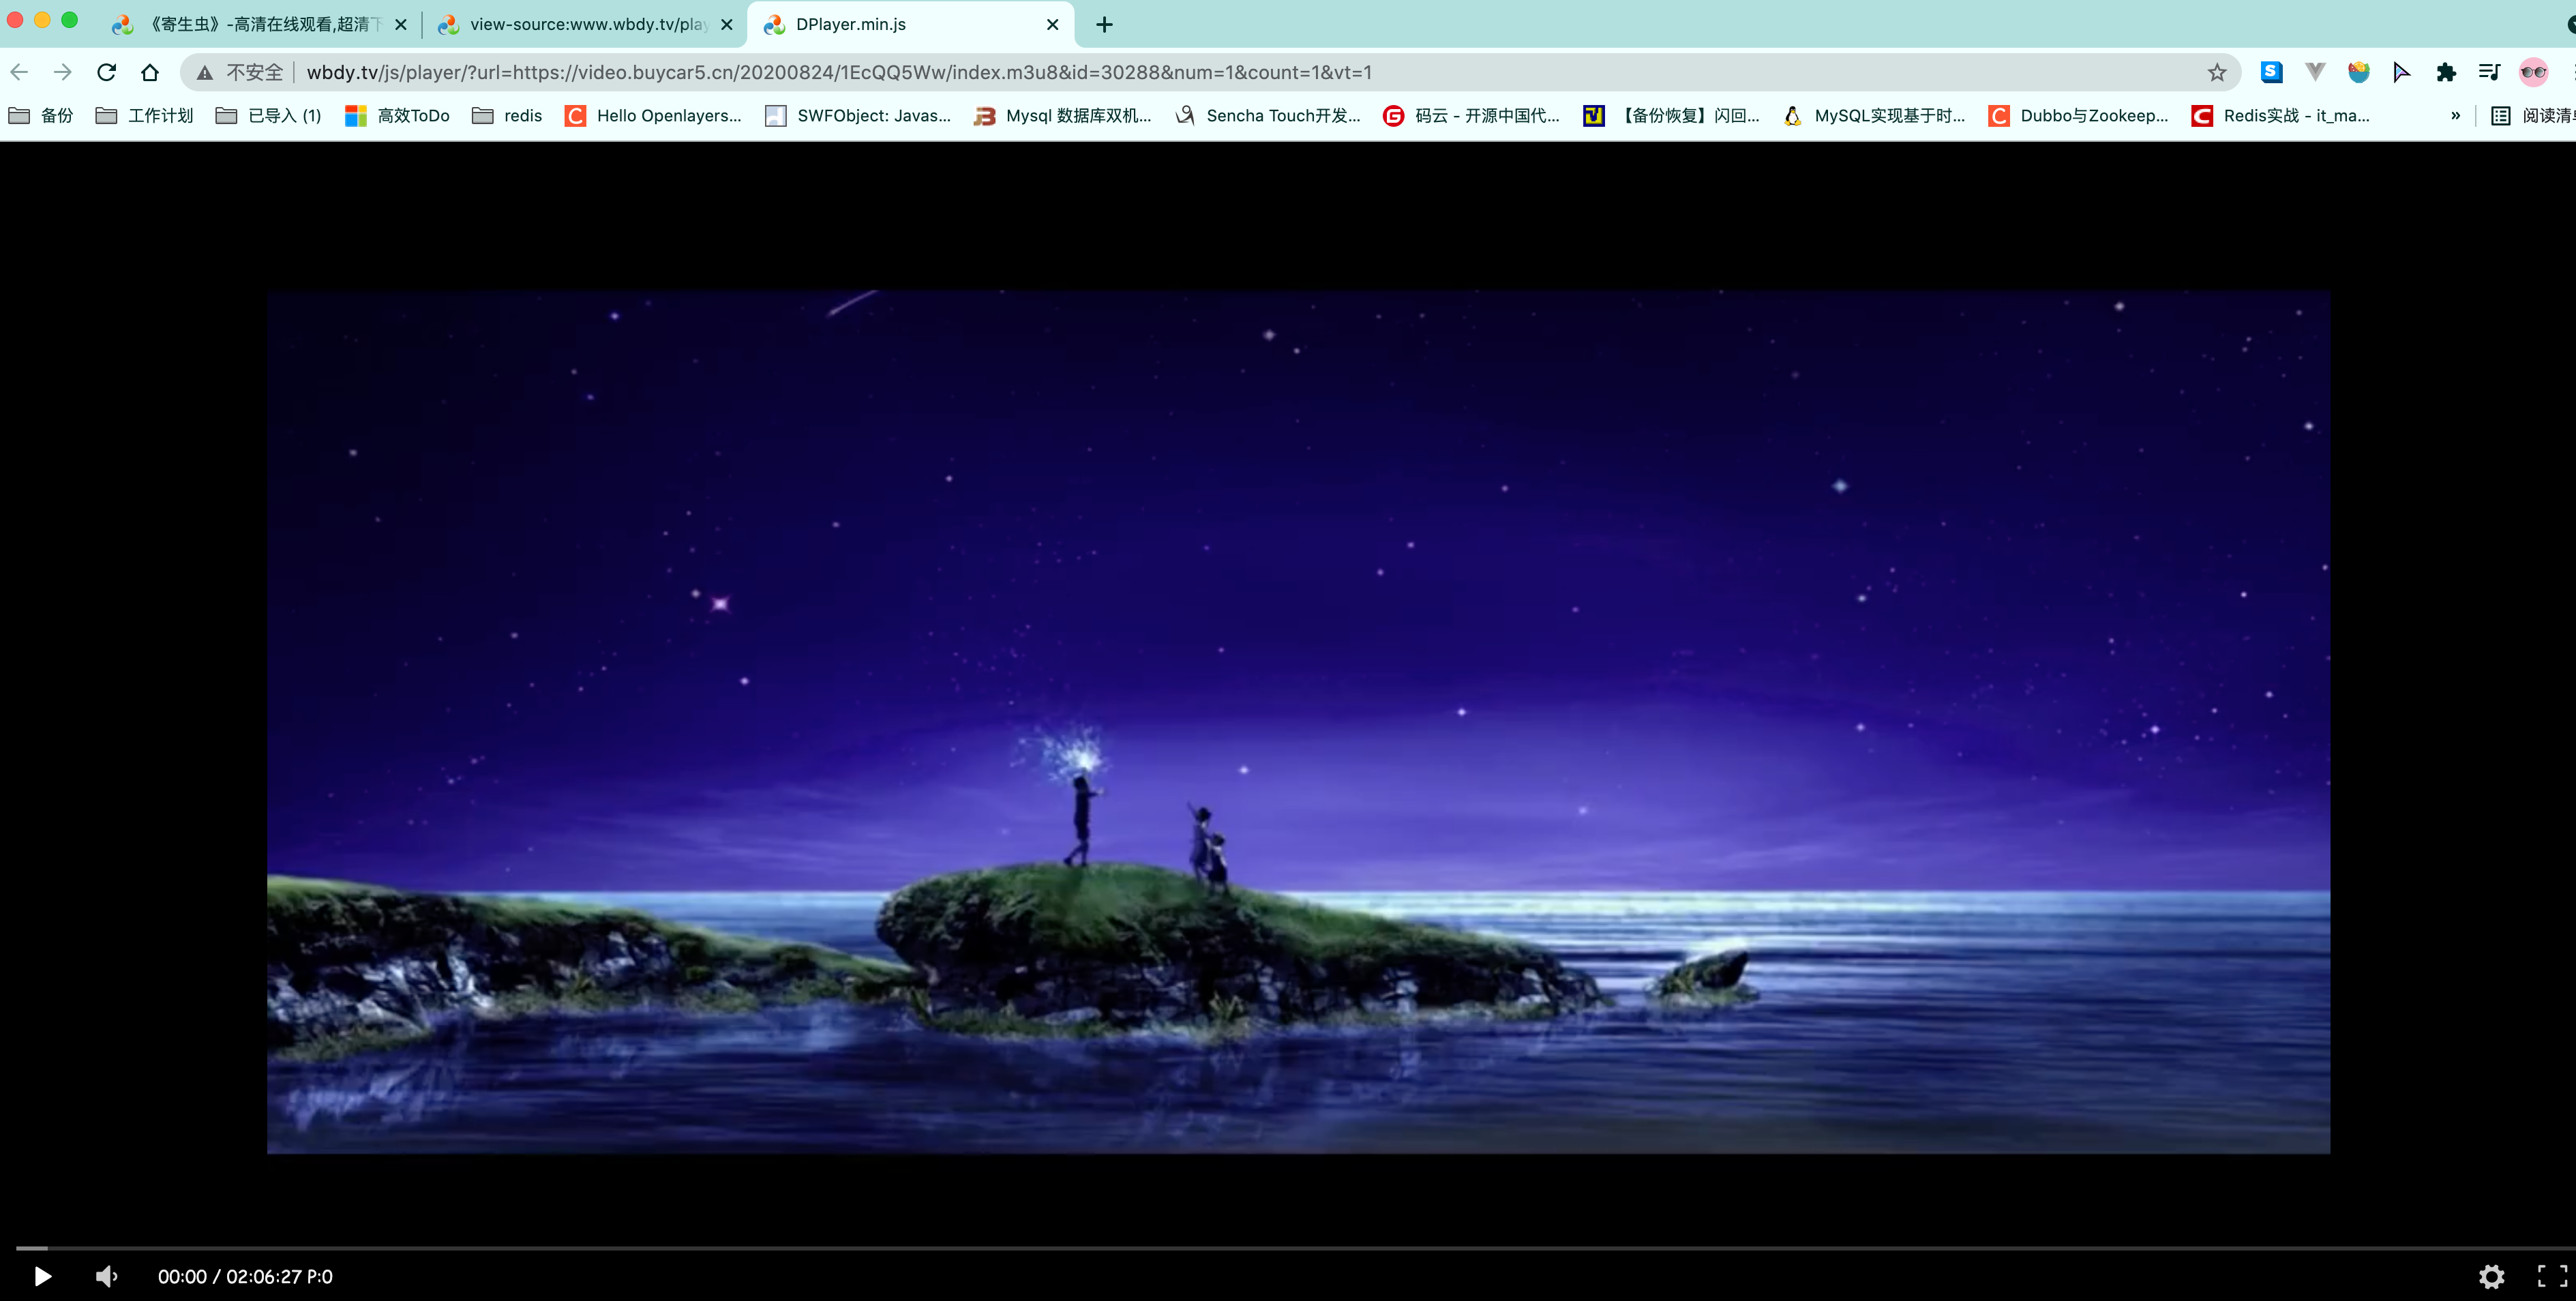 《寄生虫》-高清在线观看,超清下
view-source:www.wbdy.tv/play
DPlayer.min.js
不安全 wbdy.tv/js/player/?url=https://video.buycar5.cn/20200824/1EcQQ5Ww/index.m3u8&id=30288&num=1&count=1&vt=1
备份 工作计划 已导入 (1) 高效ToDo redis Hello Openlayers... SWFObject: Javas... Mysql 数据库双机... Sencha Touch开发... 码云 - 开源中国代... 【备份恢复】闪回... MySQL实现基于时... Dubbo与Zookeep... Redis实战 - it_ma... » 阅读清单
00:00 / 02:06:27 P:0